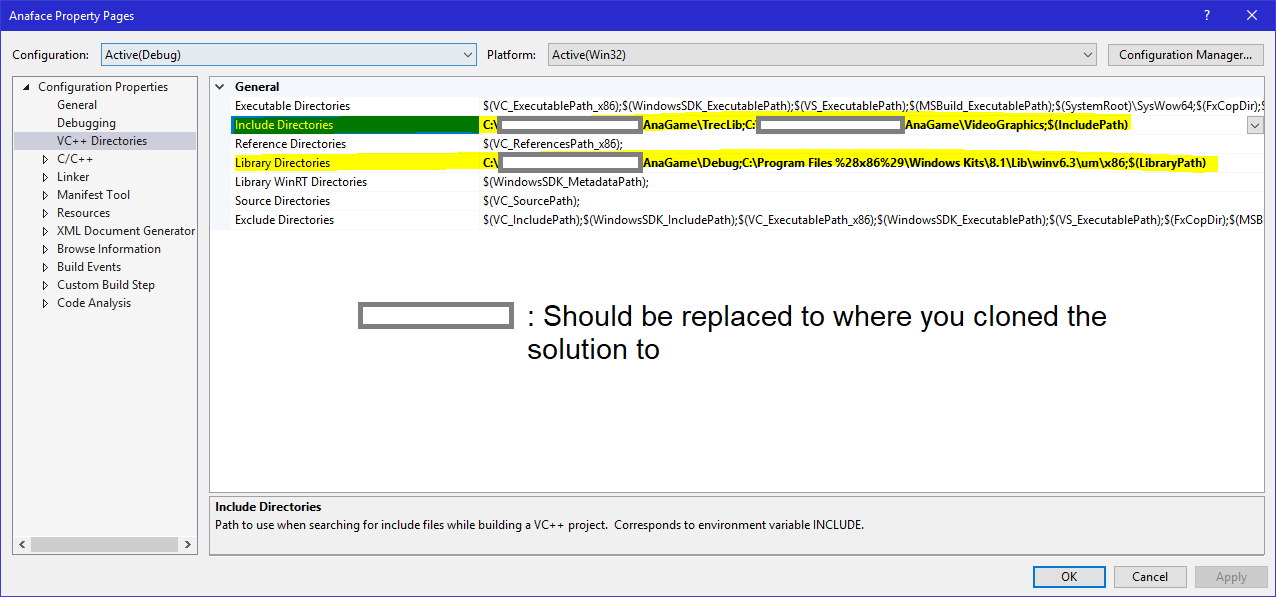 Anaface Property Pages
Configuration: Active(Debug) Platform: Active(Win32) Configuration Manager...
Configuration Properties
General
Debugging
VC++ Directories
C/C++
Linker
Manifest Tool
Resources
XML Document Generator
Browse Information
Build Events
Custom Build Step
Code Analysis
General
Executable Directories $(VC_ExecutablePath_x86);$(WindowsSDK_ExecutablePath);$(VS_ExecutablePath);$(MSBuild_ExecutablePath);$(SystemRoot)\SysWow64;$(FxCopDir);
Include Directories C:\ AnaGame\TrecLib;C: AnaGame\VideoGraphics;$(IncludePath)
Reference Directories $(VC_ReferencesPath_x86);
Library Directories C:\ AnaGame\Debug;C:\Program Files %28x86%29\Windows Kits\8.1\Lib\winv6.3\um\x86;$(LibraryPath)
Library WinRT Directories $(WindowsSDK_MetadataPath);
Source Directories $(VC_SourcePath);
Exclude Directories $(VC_IncludePath);$(WindowsSDK_IncludePath);$(VC_ExecutablePath_x86);$(WindowsSDK_ExecutablePath);$(VS_ExecutablePath);$(FxCopDir);$(MSB
: Should be replaced to where you cloned the
solution to
Include Directories
Path to use when searching for include files while building a VC++ project. Corresponds to environment variable INCLUDE.
OK Cancel Apply